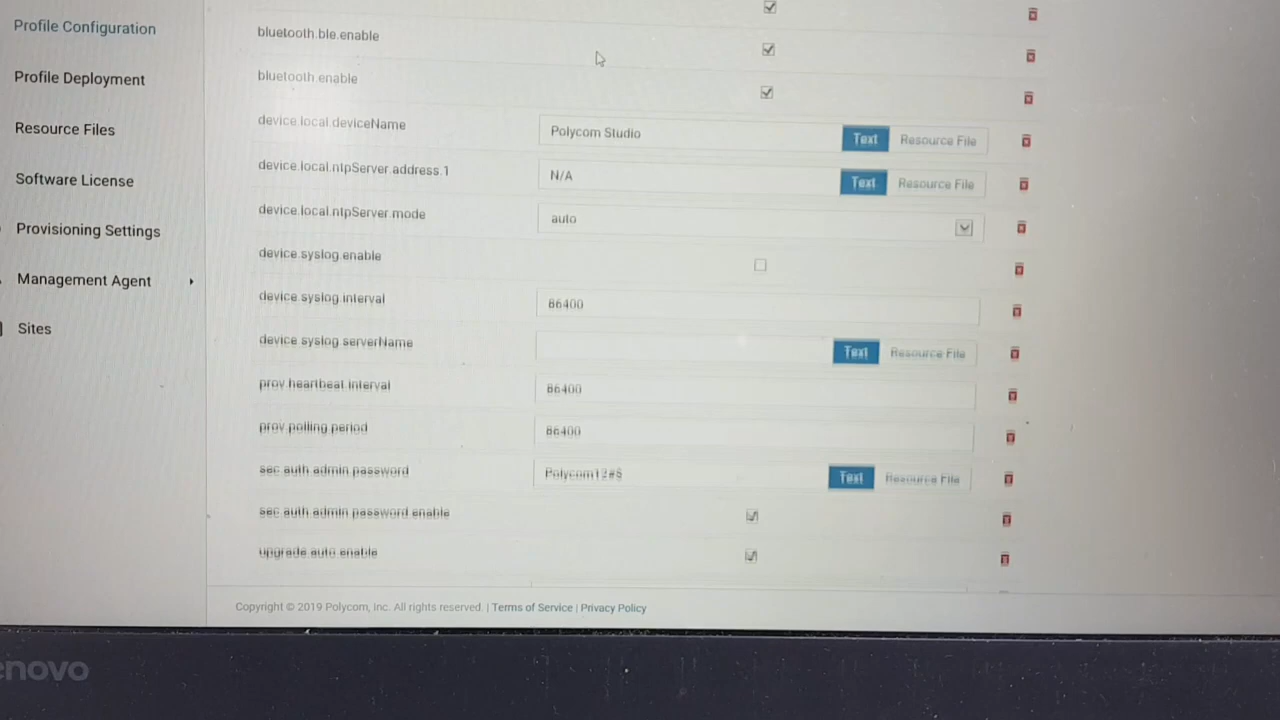 Profile Configuration
Profile Deployment
Resource Files
Software License
Provisioning Settings
Management Agent
Sites
bluetooth.ble.enable
bluetooth.enable
device.local.deviceName Polycom Studio Text Resource File
device.local.ntpServer.address.1 N/A Text Resource File
device.local.ntpServer.mode auto
device.syslog.enable
device.syslog.interval 86400
device.syslog.serverName Text Resource File
prov.heartbeat.interval 86400
prov.polling.period 86400
sec.auth.admin.password Polycom12#$ Text Resource File
sec.auth.admin.password.enable
upgrade.auto.enable
Copyright © 2019 Polycom, Inc. All rights reserved. | Terms of Service | Privacy Policy
enovo